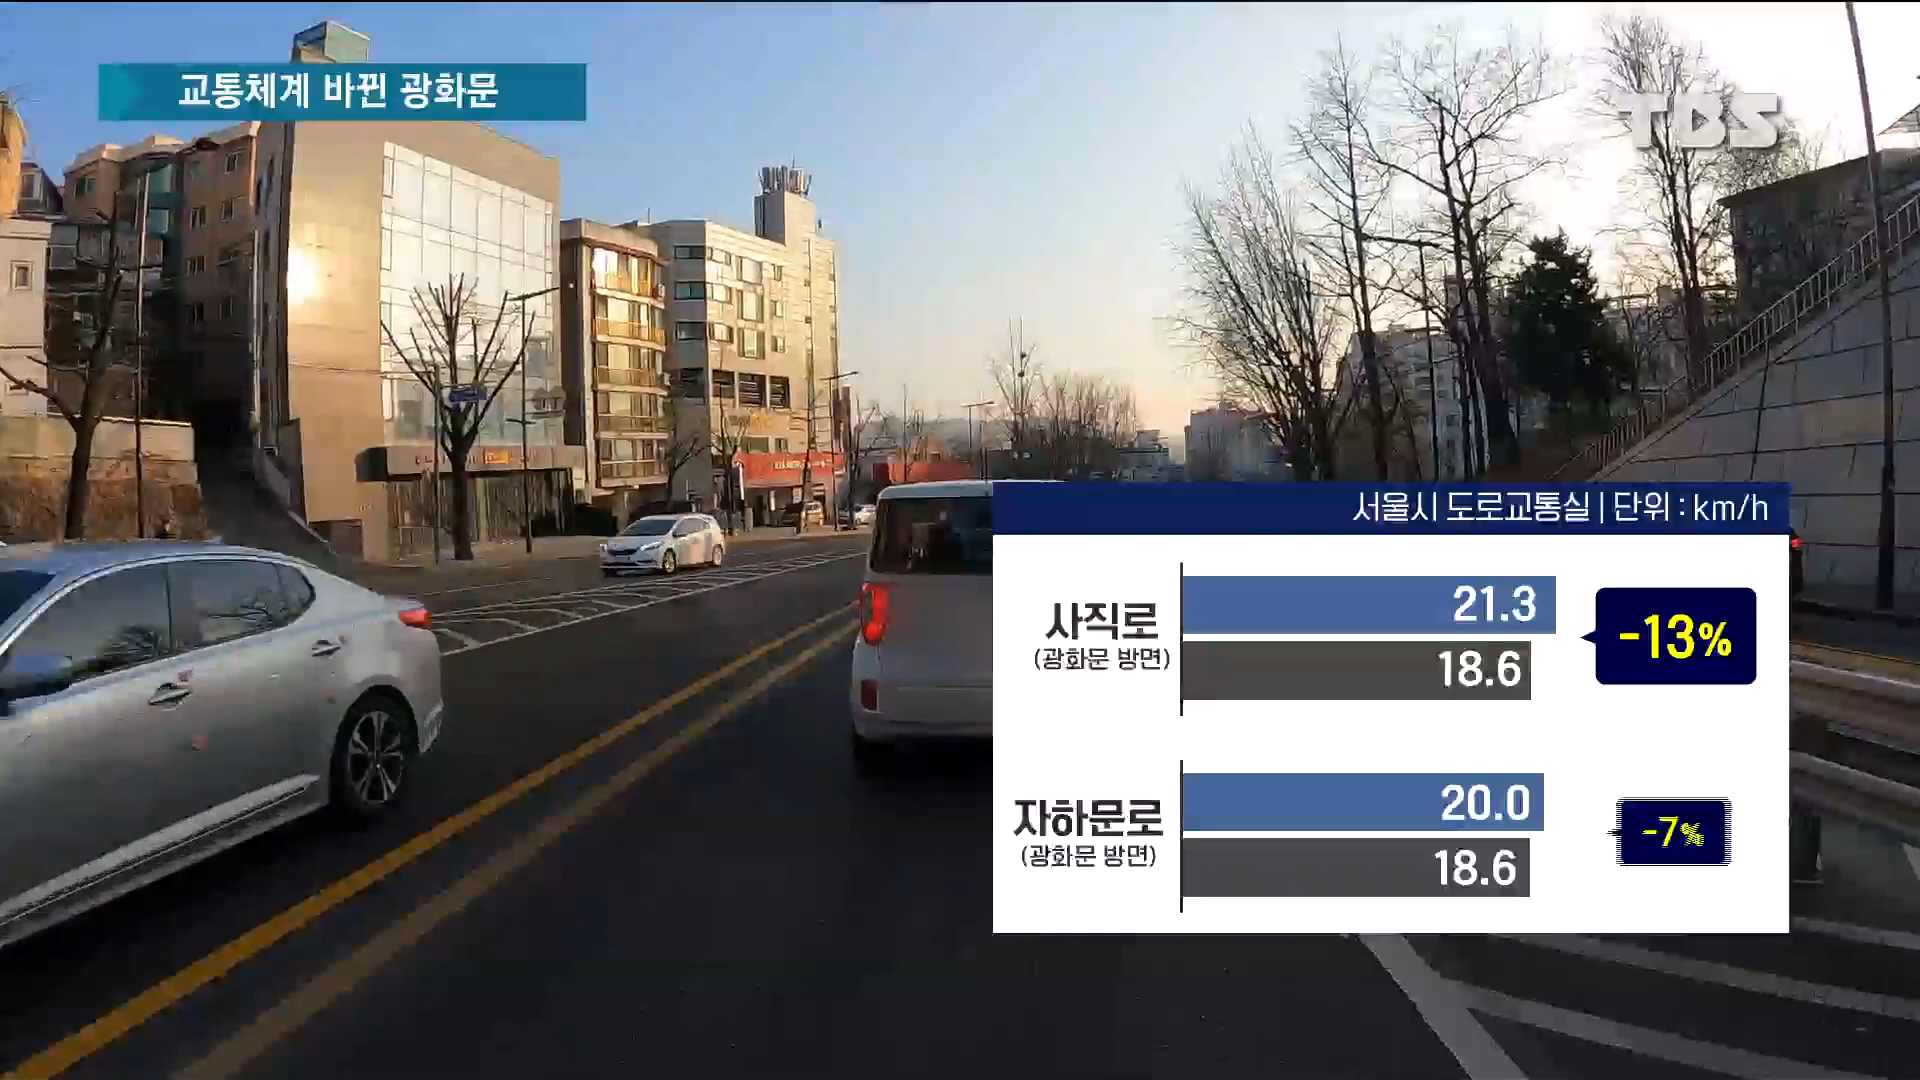 교통체계 바뀐 광화문
TBS
서울시 도로교통실 | 단위 : km/h
사직로
(광화문 방면)
21.3
18.6
-13%
자하문로
(광화문 방면)
20.0
18.6
-7%